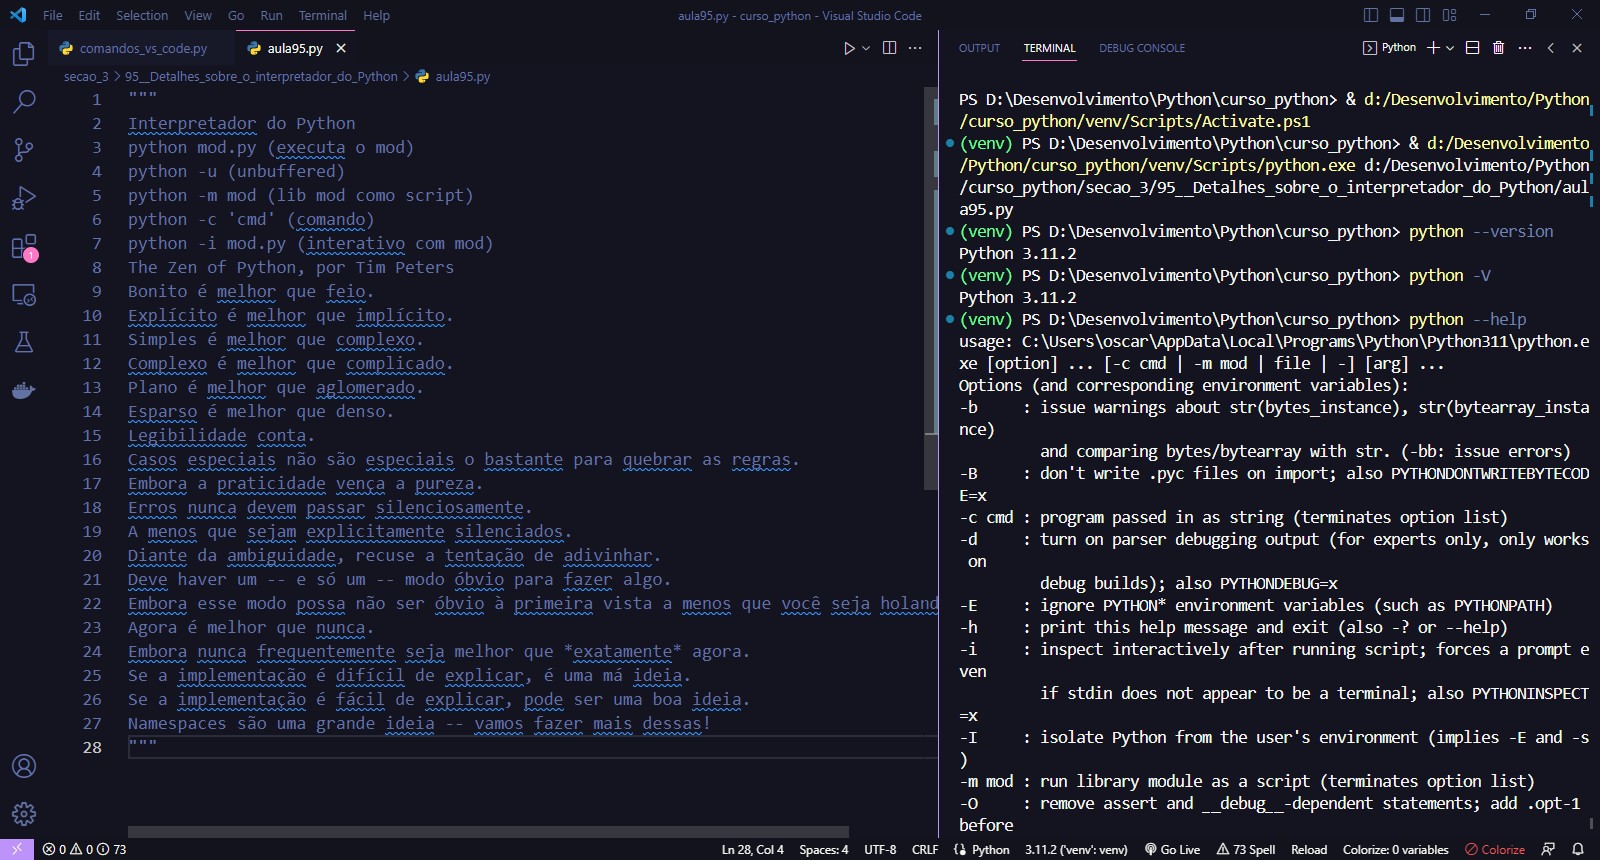 File Edit Selection View Go Run Terminal Help
aula95.py - curso_python - Visual Studio Code
comandos_vs_code.py
aula95.py
secao_3 > 95__Detalhes_sobre_o_interpretador_do_Python > aula95.py
1 """
2 Interpretador do Python
3 python mod.py (executa o mod)
4 python -u (unbuffered)
5 python -m mod (lib mod como script)
6 python -c 'cmd' (comando)
7 python -i mod.py (interativo com mod)
8 The Zen of Python, por Tim Peters
9 Bonito é melhor que feio.
10 Explícito é melhor que implícito.
11 Simples é melhor que complexo.
12 Complexo é melhor que complicado.
13 Plano é melhor que aglomerado.
14 Esparso é melhor que denso.
15 Legibilidade conta.
16 Casos especiais não são especiais o bastante para quebrar as regras.
17 Embora a praticidade vença a pureza.
18 Erros nunca devem passar silenciosamente.
19 A menos que sejam explicitamente silenciados.
20 Diante da ambiguidade, recuse a tentação de adivinhar.
21 Deve haver um -- e só um -- modo óbvio para fazer algo.
22 Embora esse modo possa não ser óbvio à primeira vista a menos que você seja holand
23 Agora é melhor que nunca.
24 Embora nunca frequentemente seja melhor que *exatamente* agora.
25 Se a implementação é difícil de explicar, é uma má ideia.
26 Se a implementação é fácil de explicar, pode ser uma boa ideia.
27 Namespaces são uma grande ideia -- vamos fazer mais dessas!
28 """
OUTPUT TERMINAL DEBUG CONSOLE
Python
PS D:\Desenvolvimento\Python\curso_python> & d:/Desenvolvimento/Python
/curso_python/venv/Scripts/Activate.ps1
(venv) PS D:\Desenvolvimento\Python\curso_python> & d:/Desenvolvimento
/Python/curso_python/venv/Scripts/python.exe d:/Desenvolvimento/Python
/curso_python/secao_3/95__Detalhes_sobre_o_interpretador_do_Python/aul
a95.py
(venv) PS D:\Desenvolvimento\Python\curso_python> python --version
Python 3.11.2
(venv) PS D:\Desenvolvimento\Python\curso_python> python -V
Python 3.11.2
(venv) PS D:\Desenvolvimento\Python\curso_python> python --help
usage: C:\Users\oscar\AppData\Local\Programs\Python\Python311\python.e
xe [option] ... [-c cmd | -m mod | file | -] [arg] ...
Options (and corresponding environment variables):
-b     : issue warnings about str(bytes_instance), str(bytearray_insta
nce)
and comparing bytes/bytearray with str. (-bb: issue errors)
-B     : don't write .pyc files on import; also PYTHONDONTWRITEBYTECOD
E=x
-c cmd : program passed in as string (terminates option list)
-d     : turn on parser debugging output (for experts only, only works
on
debug builds); also PYTHONDEBUG=x
-E     : ignore PYTHON* environment variables (such as PYTHONPATH)
-h     : print this help message and exit (also -? or --help)
-i     : inspect interactively after running script; forces a prompt e
ven
if stdin does not appear to be a terminal; also PYTHONINSPECT
=x
-I     : isolate Python from the user's environment (implies -E and -s
)
-m mod : run library module as a script (terminates option list)
-O     : remove assert and __debug__-dependent statements; add .opt-1
before
1
0 0 73
Ln 28, Col 4 Spaces: 4 UTF-8 CRLF Python 3.11.2 ('venv': venv) Go Live 73 Spell Reload Colorize: 0 variables Colorize